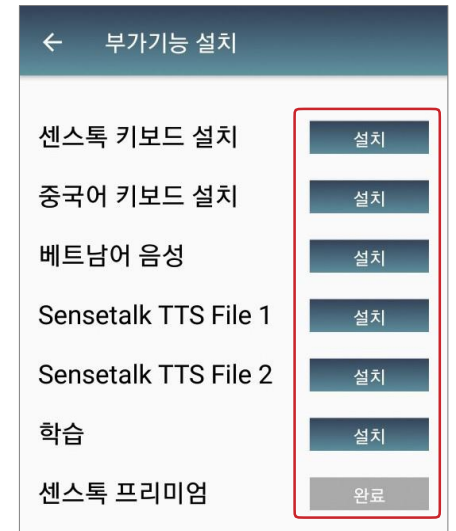 ← 부가기능 설치
센스톡 키보드 설치 설치
중국어 키보드 설치 설치
베트남어 음성 설치
Sensetalk TTS File 1 설치
Sensetalk TTS File 2 설치
학습 설치
센스톡 프리미엄 완료